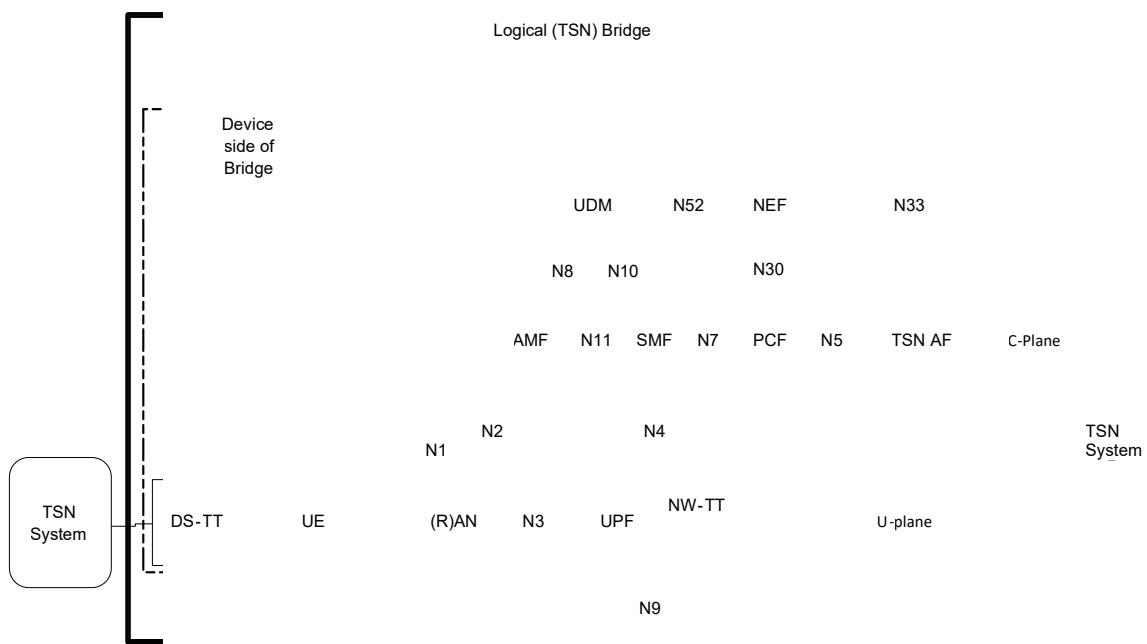 Logical (TSN) Bridge
Device
side of
Bridge
UDM N52 NEF N33
N8 N10 N30
AMF N11 SMF N7 PCF N5 TSN AF C-Plane
N2 N4
N1
TSN
System
TSN
System
DS-TT UE (R)AN N3 UPF NW-TT U-plane
N9